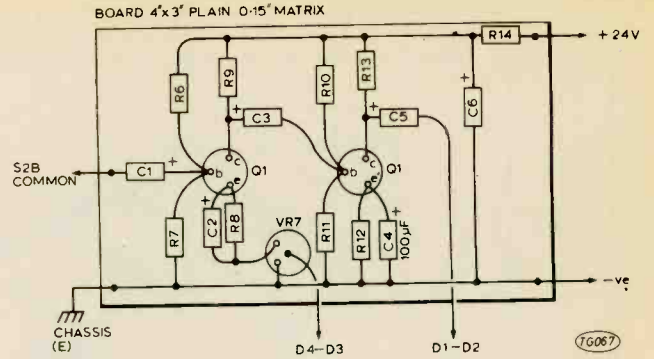 BOARD 4"x3" PLAIN 0·15" MATRIX
R14
+24V
R6
R9
R10
R13
C6
+
+
C3
+
C5
+
S2B
COMMON
C1
+
b
c
e
Q1
b
c
e
Q1
R7
C2
R8
VR7
R11
R12
C4
+
100µF
-ve
CHASSIS
(E)
D4-D3
D1-D2
TG067